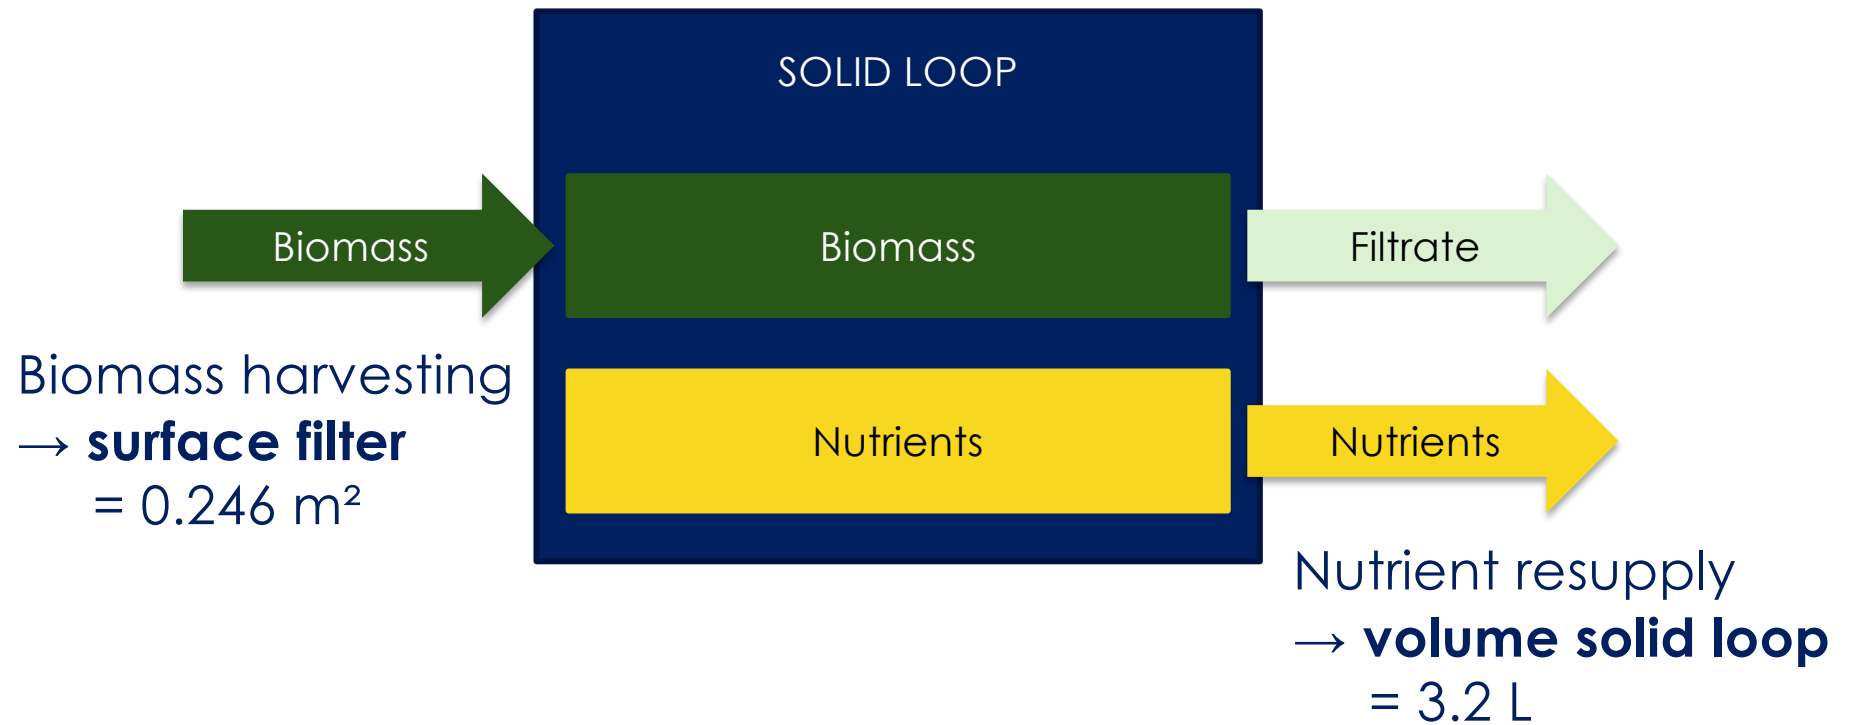 SOLID LOOP
Biomass
Biomass
Filtrate
Biomass harvesting
→ surface filter
= 0.246 m²
Nutrients
Nutrients
Nutrient resupply
→ volume solid loop
= 3.2 L